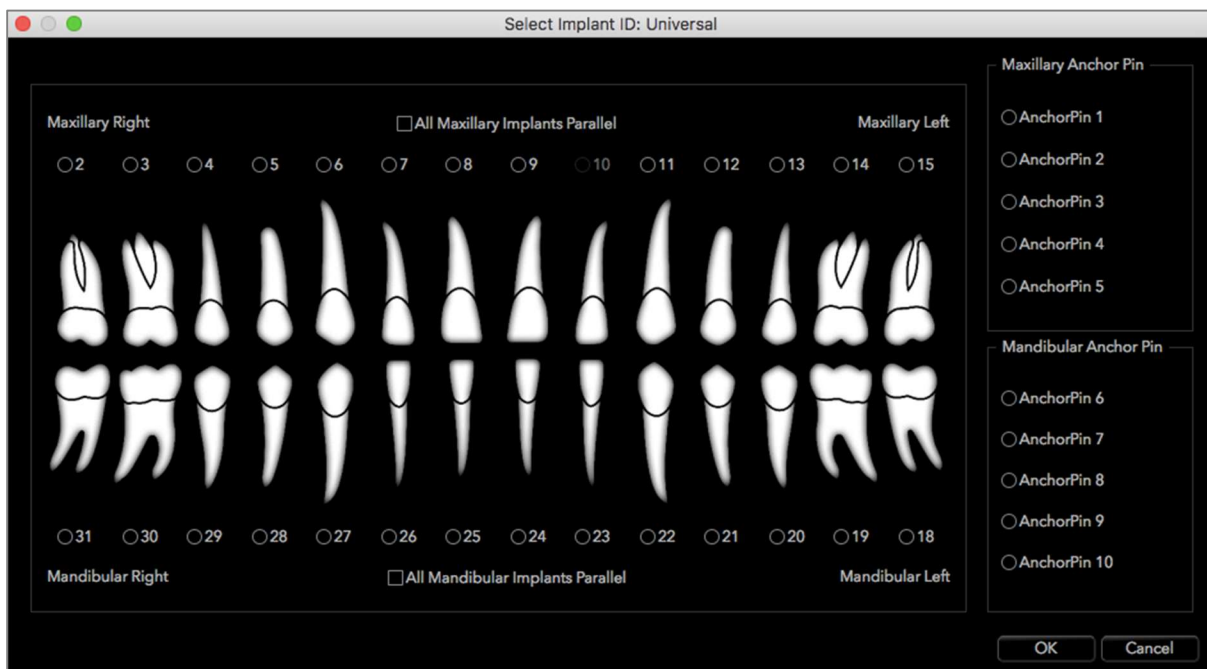 Select Implant ID: Universal
Maxillary Right
All Maxillary Implants Parallel
Maxillary Left
2 3 4 5 6 7 8 9 10 11 12 13 14 15
31 30 29 28 27 26 25 24 23 22 21 20 19 18
Mandibular Right
All Mandibular Implants Parallel
Mandibular Left
Maxillary Anchor Pin
AnchorPin 1
AnchorPin 2
AnchorPin 3
AnchorPin 4
AnchorPin 5
Mandibular Anchor Pin
AnchorPin 6
AnchorPin 7
AnchorPin 8
AnchorPin 9
AnchorPin 10
OK
Cancel